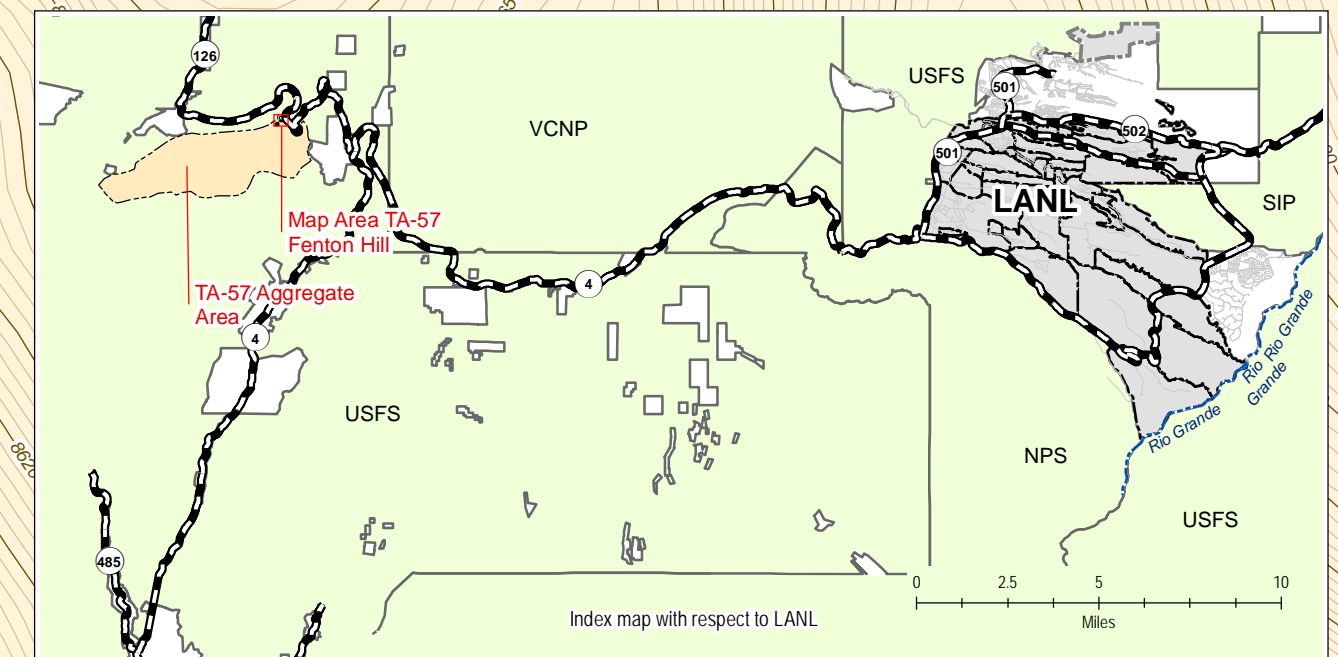 126
USFS
501
VCNP
502
501
LANL
SIP
Map Area TA-57
Fenton Hill
4
TA-57 Aggregate
Area
4
Rio Grande
Rio
Grande
Rio Grande
USFS
NPS
8620
USFS
485
0 2.5 5 10
Miles
Index map with respect to LANL